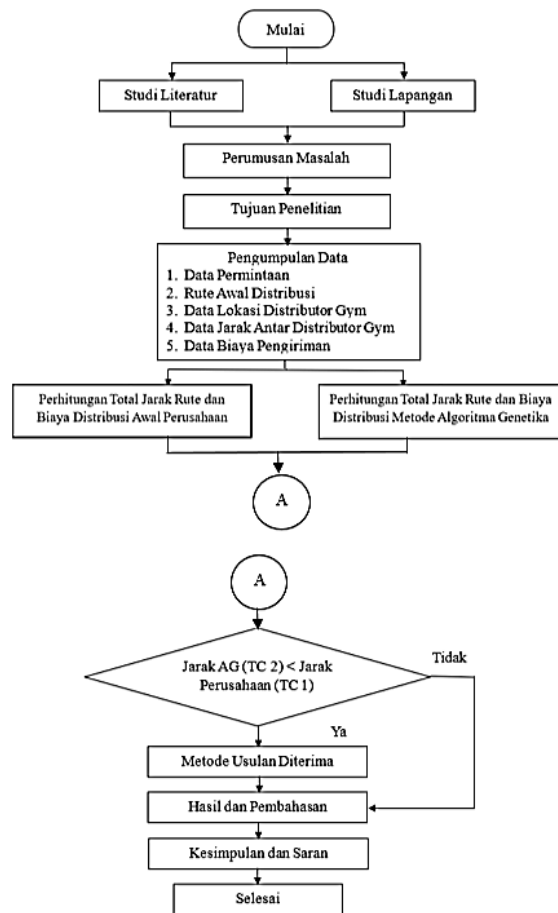 Mulai
Studi Literatur
Studi Lapangan
Perumusan Masalah
Tujuan Penelitian
Pengumpulan Data
1. Data Permintaan
2. Rute Awal Distribusi
3. Data Lokasi Distributor Gym
4. Data Jarak Antar Distributor Gym
5. Data Biaya Pengiriman
Perhitungan Total Jarak Rute dan
Biaya Distribusi Awal Perusahaan
Perhitungan Total Jarak Rute dan Biaya
Distribusi Metode Algoritma Genetika
A
A
Jarak AG (TC 2) < Jarak
Perusahaan (TC 1)
Tidak
Ya
Metode Usulan Diterima
Hasil dan Pembahasan
Kesimpulan dan Saran
Selesai